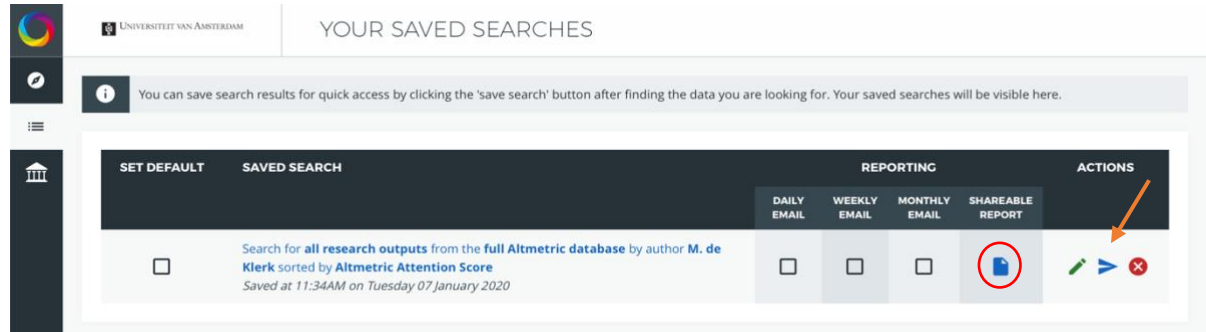 UNIVERSITEIT VAN AMSTERDAM
YOUR SAVED SEARCHES
You can save search results for quick access by clicking the 'save search' button after finding the data you are looking for. Your saved searches will be visible here.
SET DEFAULT SAVED SEARCH REPORTING ACTIONS
DAILY EMAIL WEEKLY EMAIL MONTHLY EMAIL SHAREABLE REPORT
Search for all research outputs from the full Altmetric database by author M. de
Klerk sorted by Altmetric Attention Score
Saved at 11:34AM on Tuesday 07 January 2020